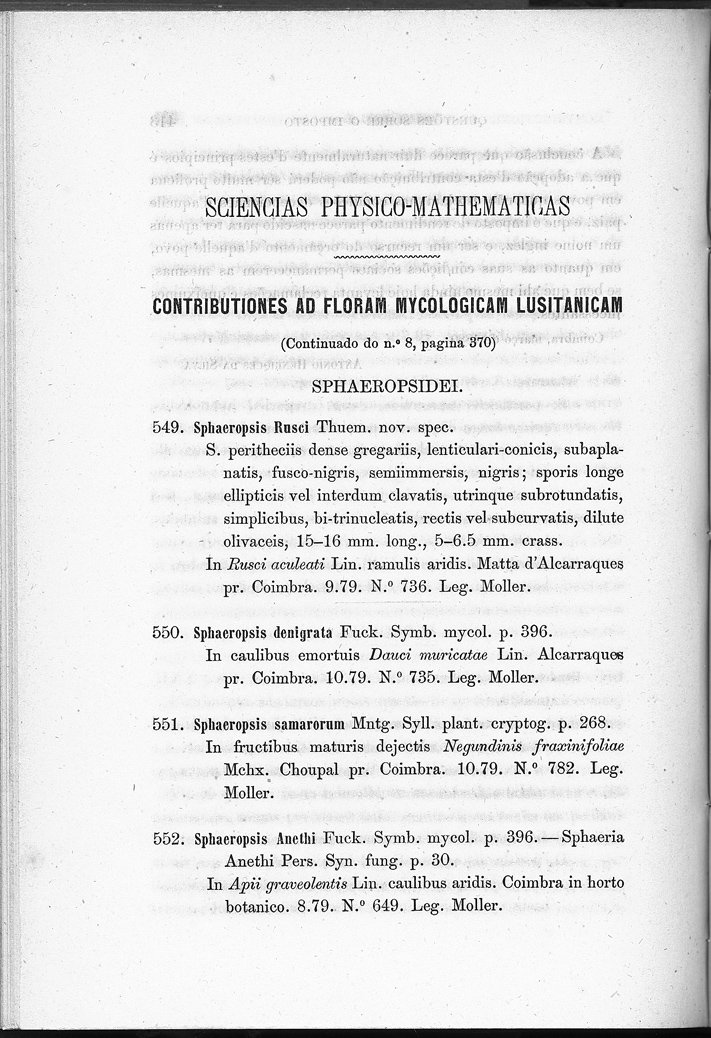 SCIENCIAS PHYSICO-MATHEMATICAS
CONTRIBUTIONES AD FLORAM MYCOLOGICAM LUSITANICAM
(Continuado do n.º 8, pagina 370)
SPHAEROPSIDEI.
549. Sphaeropsis Rusci Thuem. nov. spec.
S. peritheciis dense gregariis, lenticulari-conicis, subapla-
natis, fusco-nigris, semiimmersis, nigris; sporis longe
ellipticis vel interdum clavatis, utrinque subrotundatis,
simplicibus, bi-trinucleatis, rectis vel subcurvatis, dilute
olivaceis, 15–16 mm. long., 5–6.5 mm. crass.
In Rusci aculeati Lin. ramulis aridis. Matta d'Alcarraques
pr. Coimbra. 9.79. N.º 736. Leg. Moller.
550. Sphaeropsis denigrata Fuck. Symb. mycol. p. 396.
In caulibus emortuis Dauci muricatae Lin. Alcarraques
pr. Coimbra. 10.79. N.º 735. Leg. Moller.
551. Sphaeropsis samarorum Mntg. Syll. plant. cryptog. p. 268.
In fructibus maturis dejectis Negundinis fraxinifoliae
Mchx. Choupal pr. Coimbra. 10.79. N.º 782. Leg.
Moller.
552. Sphaeropsis Anethi Fuck. Symb. mycol. p. 396. — Sphaeria
Anethi Pers. Syn. fung. p. 30.
In Apii graveolentis Lin. caulibus aridis. Coimbra in horto
botanico. 8.79. N.º 649. Leg. Moller.